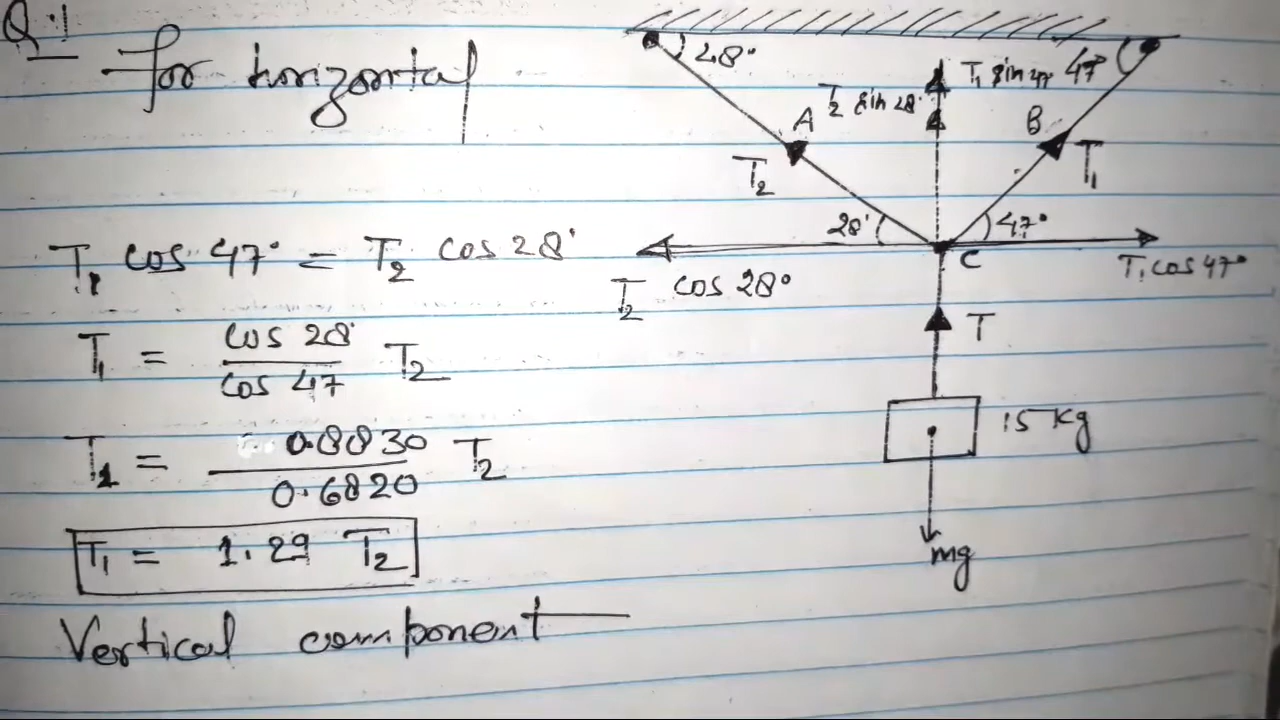 Q.1
For horizontal
T₁ cos 47° = T₂ cos 28°
T₁ = cos 28° / cos 47 T₂
T₁ = 0.8830 / 0.6820 T₂
T₁ = 1.29 T₂
Vertical component
28°
47°
T₁ sin 47
T₂ sin 28°
A
B
T₂
T₁
28°
47°
C
T₂ cos 28°
T₁ cos 47°
T
15 kg
mg